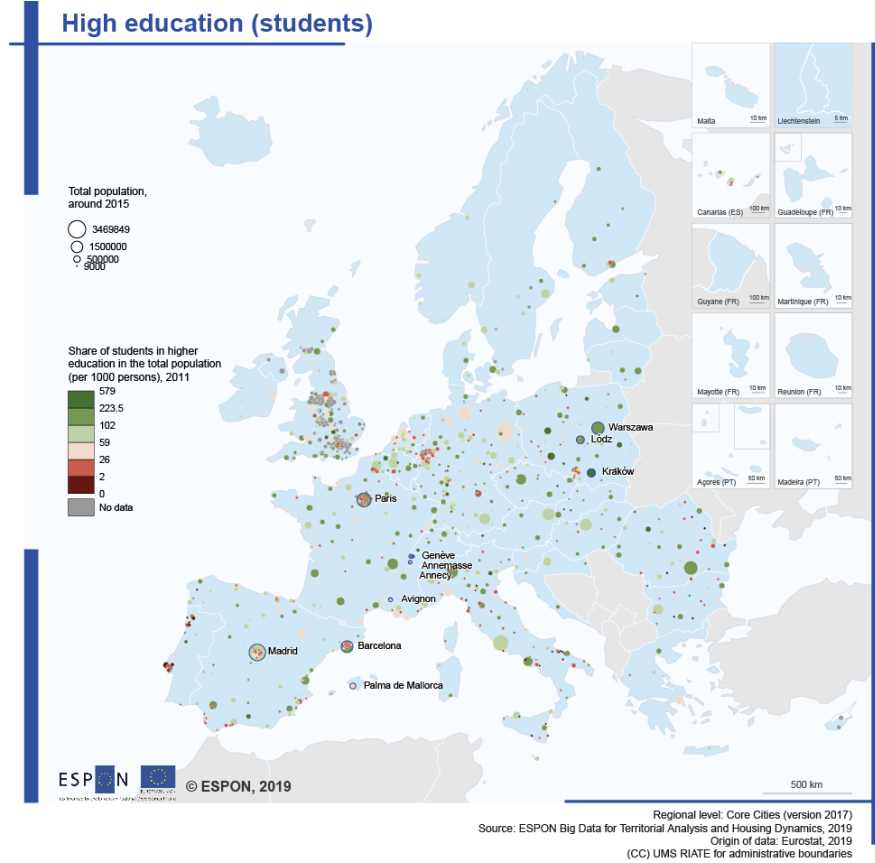 High education (students)
Malta
10 km
Liechtenstein
5 km
Canarias (ES)
100 km
Guadeloupe (FR)
10 km
Guyane (FR)
100 km
Martinique (FR)
10 km
Mayotte (FR)
10 km
Reunion (FR)
10 km
Açores (PT)
50 km
Madeira (PT)
50 km
Total population,
around 2015
3469849
1500000
500000
9000
Share of students in higher
education in the total population
(per 1000 persons), 2011
579
223.5
102
59
26
2
0
No data
Warszawa
Lódz
Kraków
Paris
Genève
Annemasse
Annecy
Avignon
Madrid
Barcelona
Palma de Mallorca
ESPON
© ESPON, 2019
500 km
Regional level: Core Cities (version 2017)
Source: ESPON Big Data for Territorial Analysis and Housing Dynamics, 2019
Origin of data: Eurostat, 2019
(CC) UMS RIATE for administrative boundaries